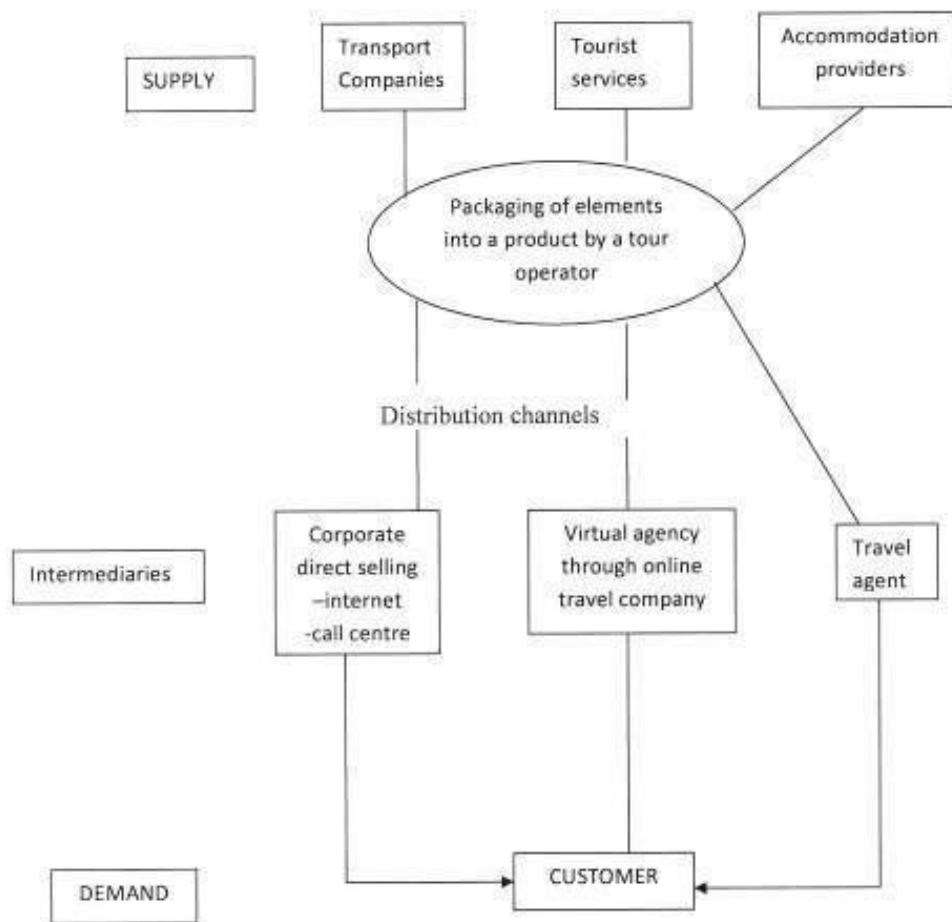 Transport
Companies
Tourist
services
Accommodation
providers
SUPPLY
Packaging of elements
into a product by a tour
operator
Distribution channels
Corporate
direct selling
–internet
-call centre
Virtual agency
through online
travel company
Travel
agent
Intermediaries
CUSTOMER
DEMAND